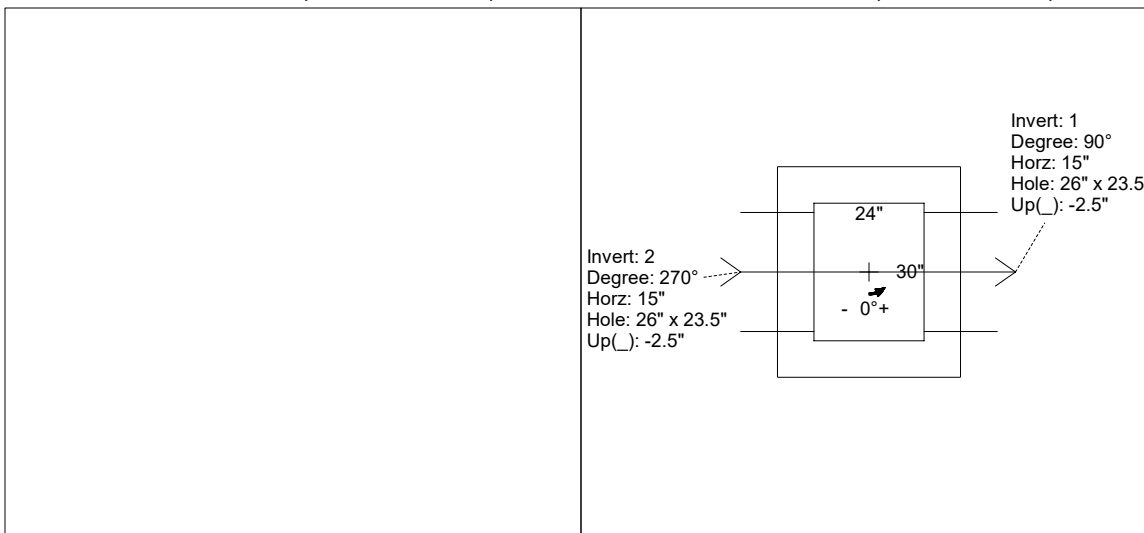 Invert: 1
Degree: 90°
Horz: 15"
Hole: 26" x 23.5
Up(_): -2.5"
24"
30"
- 0°+
Invert: 2
Degree: 270°
Horz: 15"
Hole: 26" x 23.5"
Up(_): -2.5"